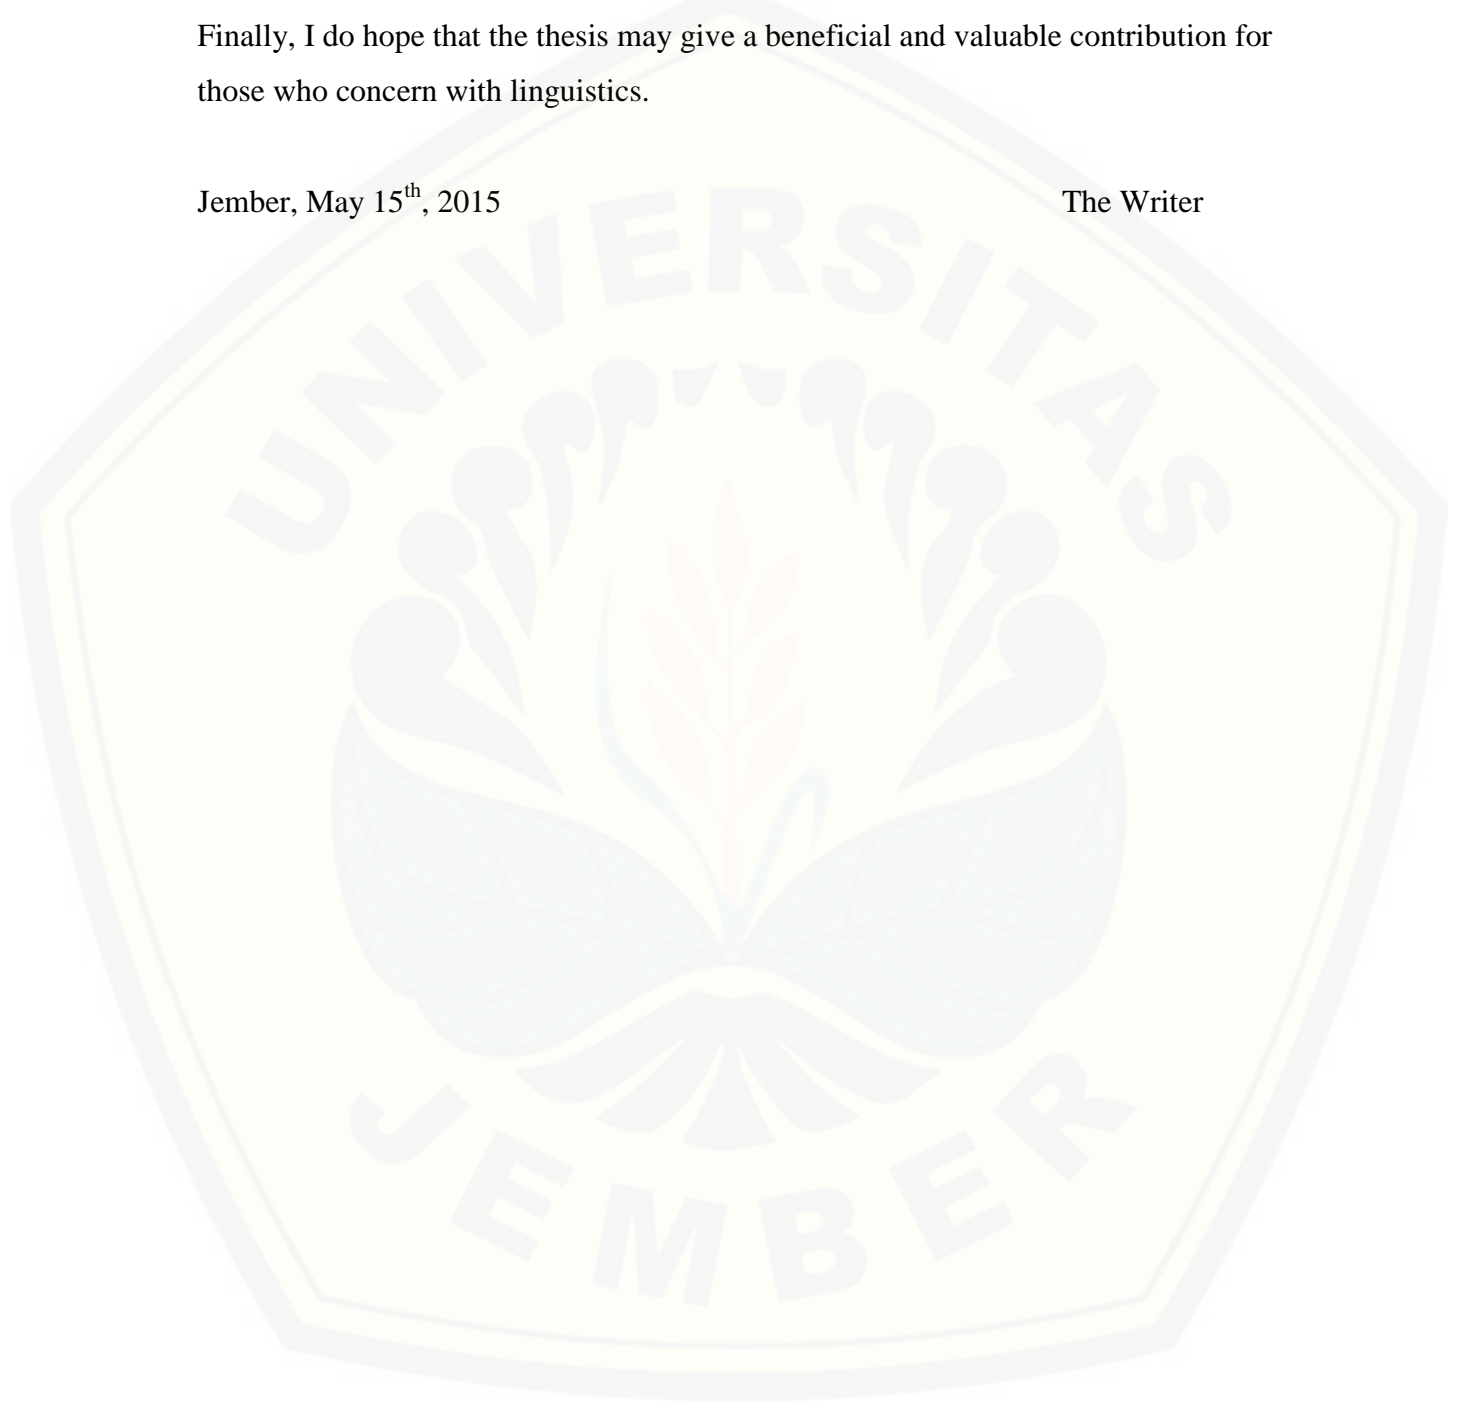 Finally, I do hope that the thesis may give a beneficial and valuable contribution for
those who concern with linguistics.
Jember, May 15th, 2015 The Writer
UNIVERSITAS
JEMBER